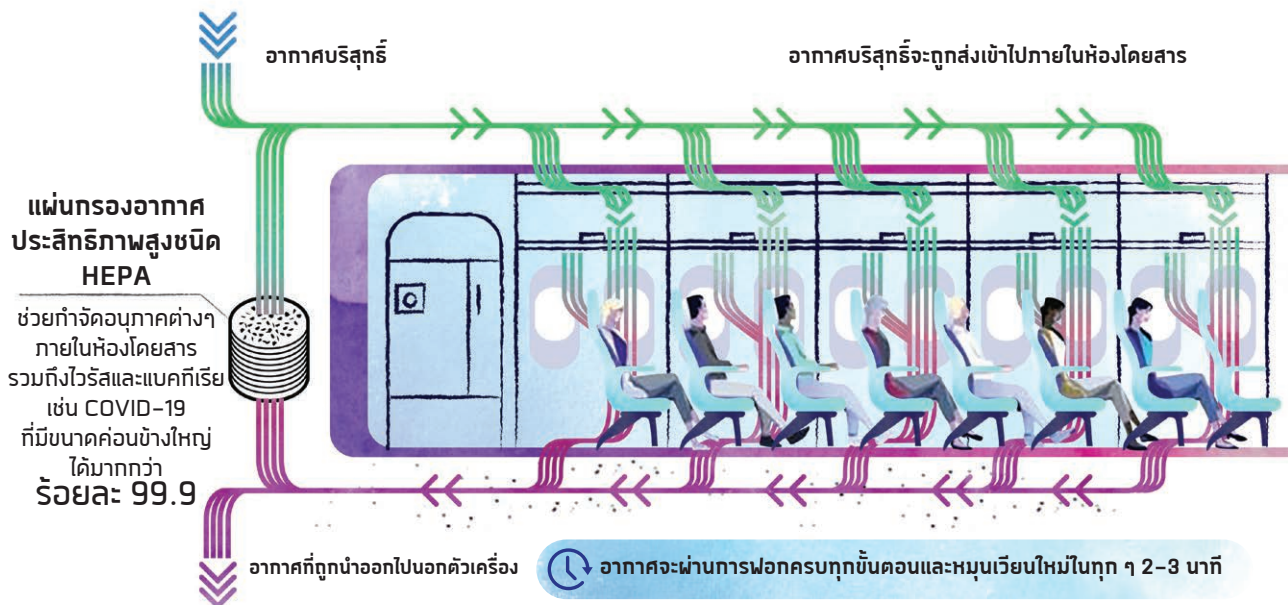 อากาศบริสุทธิ์
อากาศบริสุทธิ์จะถูกส่งเข้าไปภายในห้องโดยสาร
แผ่นกรองอากาศ
ประสิทธิภาพสูงชนิด
HEPA
ช่วยกำจัดอนุภาคต่างๆ
ภายในห้องโดยสาร
รวมถึงไวรัสและแบคทีเรีย
เช่น COVID-19
ที่มีขนาดค่อนข้างใหญ่
ได้มากกว่า
ร้อยละ 99.9
อากาศที่ถูกนำออกไปนอกตัวเครื่อง
อากาศจะผ่านการฟอกครบทุกขั้นตอนและหมุนเวียนใหม่ในทุก ๆ 2-3 นาที